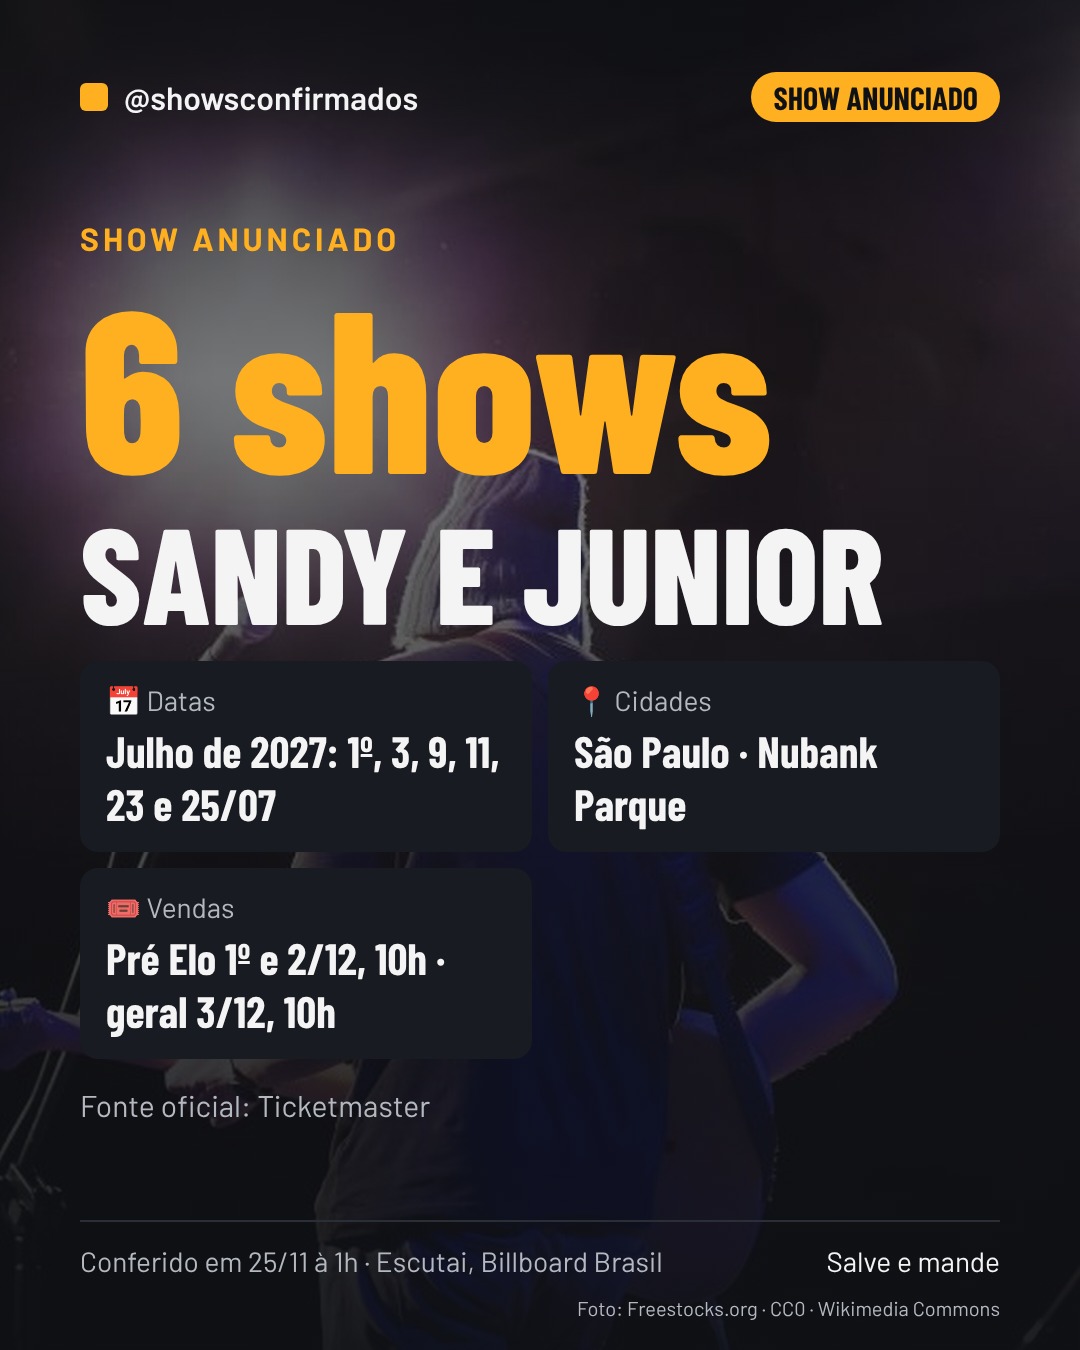 @showsconfirmados
SHOW ANUNCIADO
SHOW ANUNCIADO
6 shows
SANDY E JUNIOR
📅 Datas
Julho de 2027: 1º, 3, 9, 11,
23 e 25/07
📍 Cidades
São Paulo · Nubank
Parque
🎟️ Vendas
Pré Elo 1º e 2/12, 10h ·
geral 3/12, 10h
Fonte oficial: Ticketmaster
Conferido em 25/11 à 1h · Escutai, Billboard Brasil
Salve e mande
Foto: Freestocks.org · CC0 · Wikimedia Commons